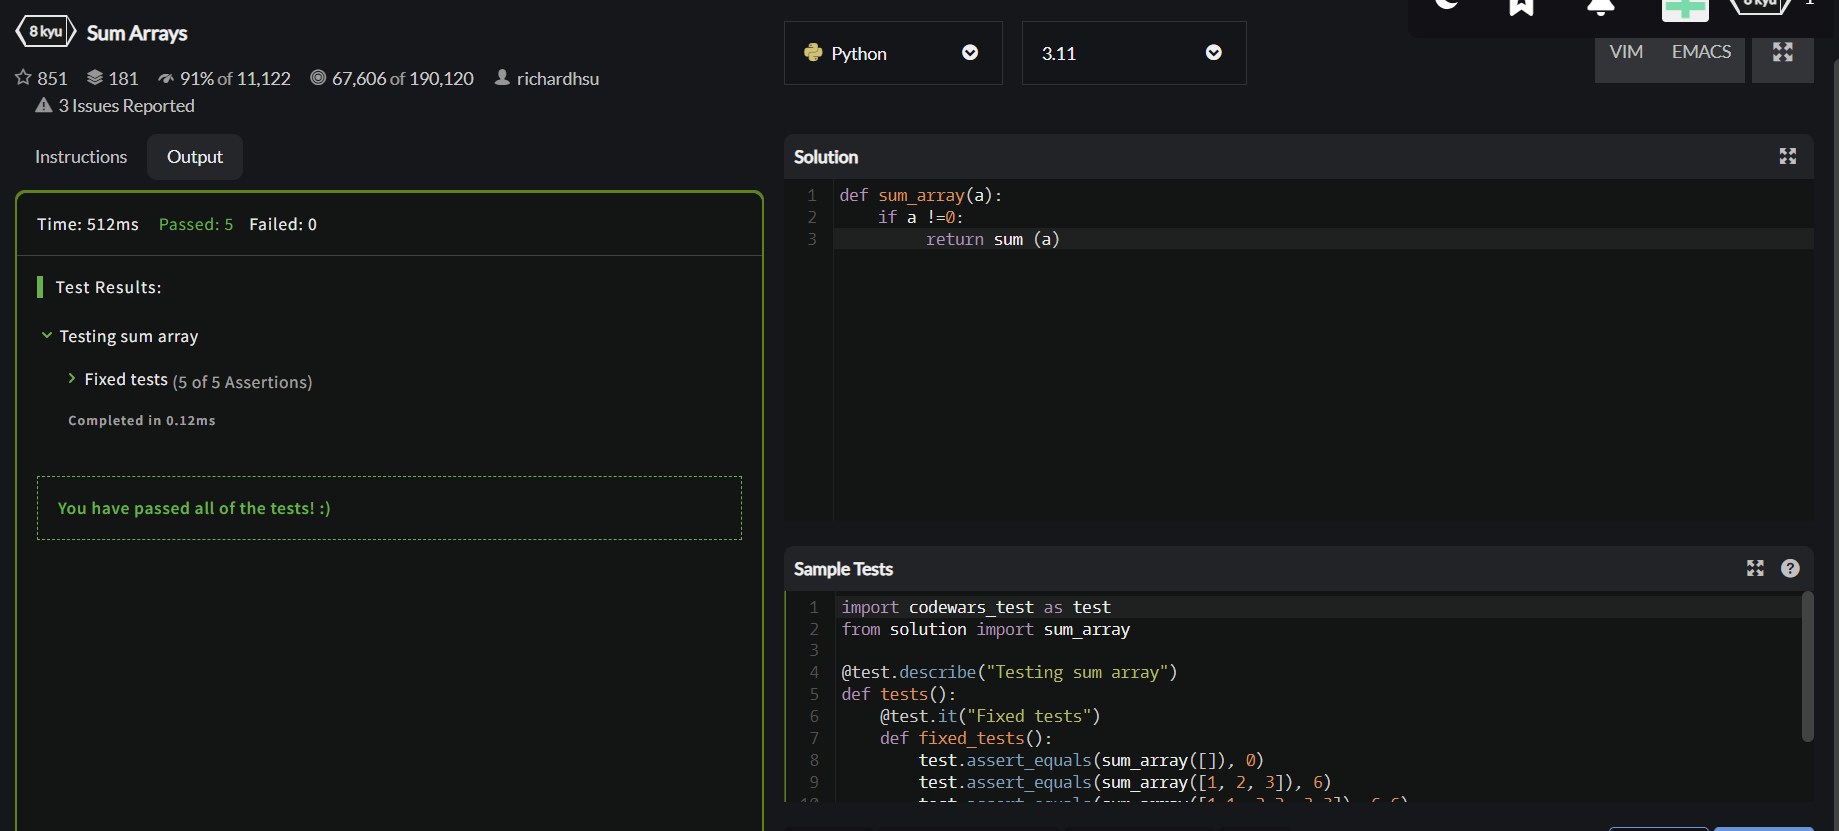 8 kyu Sum Arrays
851 181 91% of 11,122 67,606 of 190,120 richardhsu
3 Issues Reported
Instructions Output
Time: 512ms Passed: 5 Failed: 0
Test Results:
Testing sum array
Fixed tests (5 of 5 Assertions)
Completed in 0.12ms
You have passed all of the tests! :)
Python 3.11
VIM EMACS
8 kyu 1
Solution
1 def sum_array(a):
2 if a !=0:
3 return sum (a)
Sample Tests
1 import codewars_test as test
2 from solution import sum_array
3
4 @test.describe("Testing sum array")
5 def tests():
6 @test.it("Fixed tests")
7 def fixed_tests():
8 test.assert_equals(sum_array([]), 0)
9 test.assert_equals(sum_array([1, 2, 3]), 6)
10